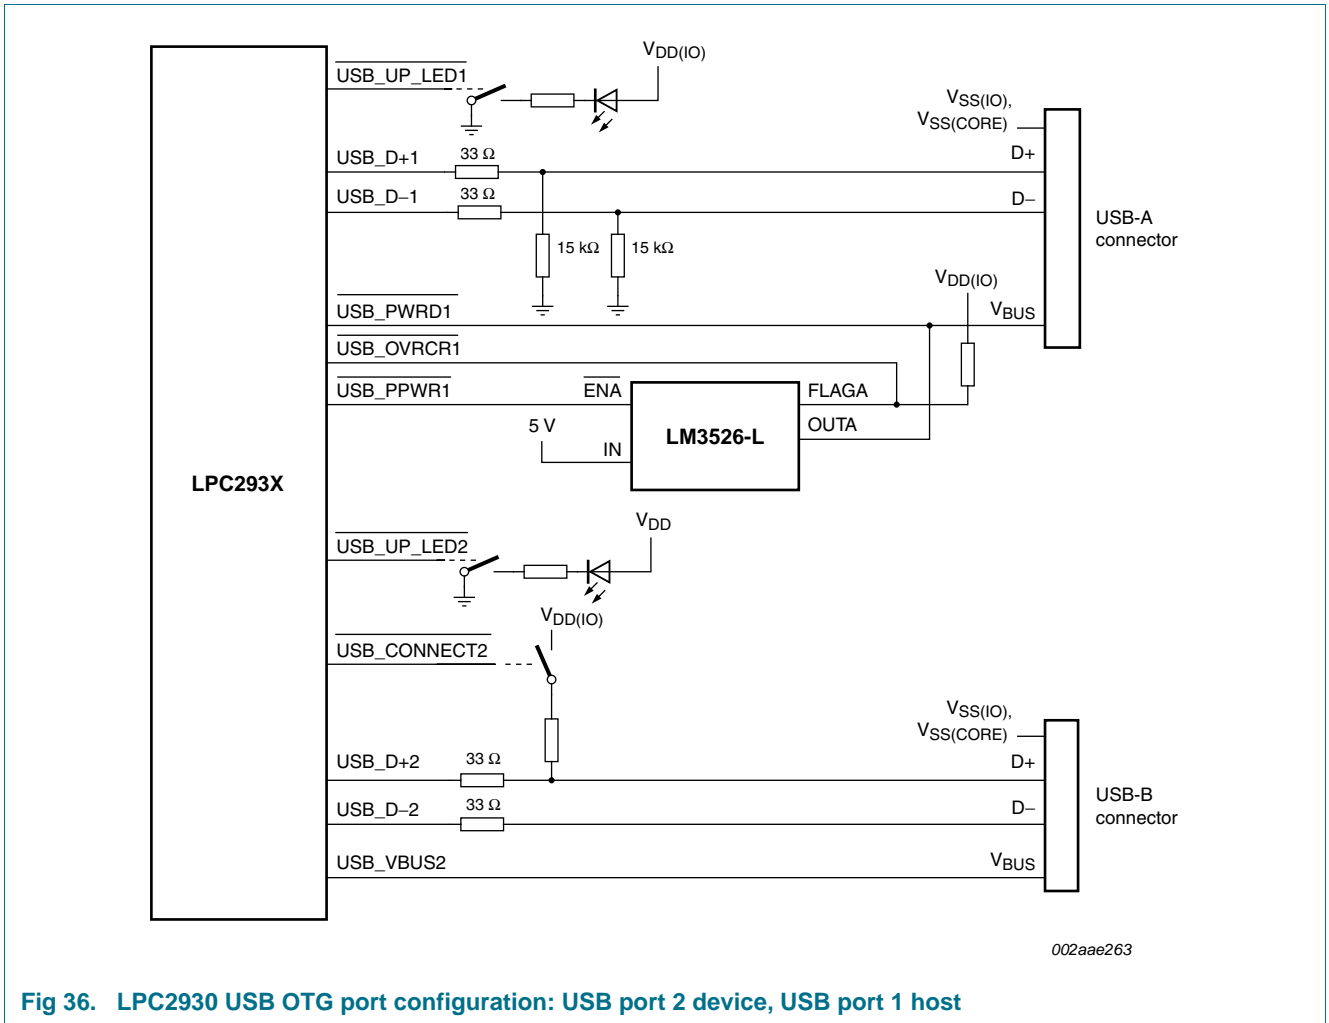 USB_UP_LED1
VDD(IO)
VSS(IO),
VSS(CORE)
USB_D+1
33 Ω
D+
USB_D−1
33 Ω
D−
USB-A
connector
15 kΩ
15 kΩ
VDD(IO)
USB_PWRD1
VBUS
USB_OVRCR1
USB_PPWR1
ENA
FLAGA
5 V
IN
LM3526-L
OUTA
LPC293X
USB_UP_LED2
VDD
VDD(IO)
USB_CONNECT2
VSS(IO),
VSS(CORE)
USB_D+2
33 Ω
D+
USB_D−2
33 Ω
D−
USB-B
connector
USB_VBUS2
VBUS
002aae263
Fig 36. LPC2930 USB OTG port configuration: USB port 2 device, USB port 1 host